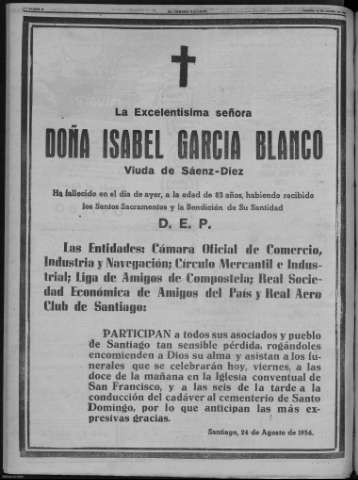 La Excelentísima señora
DOÑA ISABEL GARCIA BLANCO
Viuda de Sáenz-Díez
Ha fallecido en el día de ayer, a la edad de 83 años, habiendo recibido
los Santos Sacramentos y la Bendición de Su Santidad
D. E. P.
Las Entidades: Cámara Oficial de Comercio,
Industria y Navegación; Círculo Mercantil e Indus-
trial; Liga de Amigos de Compostela; Real Socie-
dad Económica de Amigos del País y Real Aero
Club de Santiago:
PARTICIPAN a todos sus asociados y pueblo
de Santiago tan sensible pérdida, rogándoles
encomienden a Dios su alma y asistan a los fu-
nerales que se celebrarán hoy, viernes, a las
doce de la mañana en la Iglesia conventual de
San Francisco, y a las seis de la tarde a la
conducción del cadáver al cementerio de Santo
Domingo, por lo que anticipan las más ex-
presivas gracias.
Santiago, 24 de Agosto de 1956.